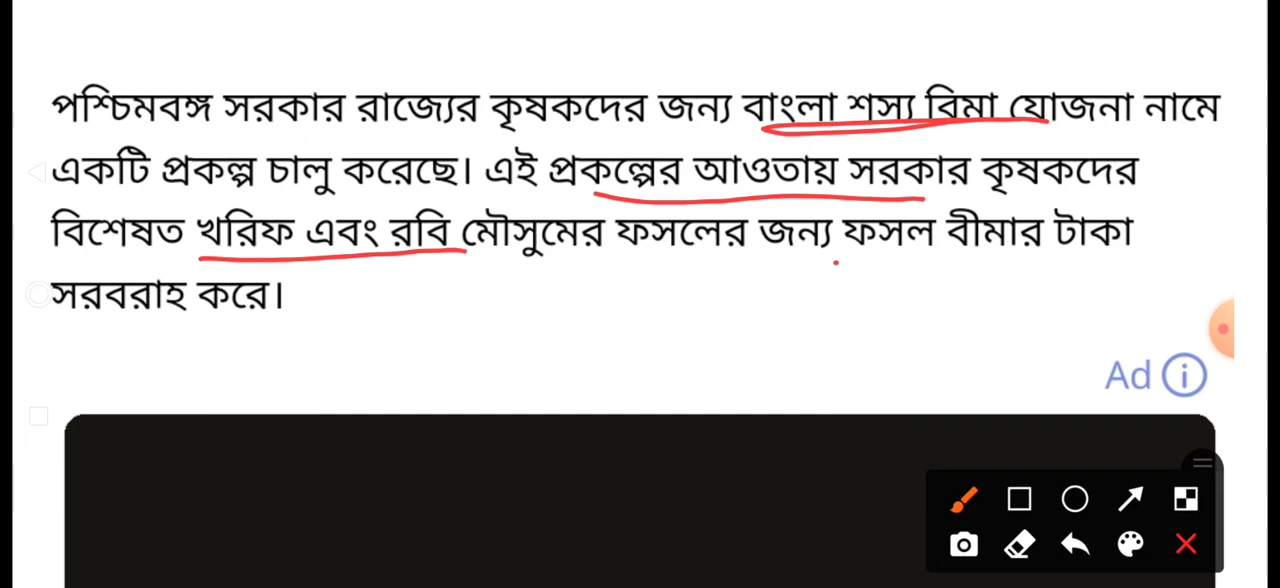 পশ্চিমবঙ্গ সরকার রাজ্যের কৃষকদের জন্য বাংলা শস্য বিমা যোজনা নামে
একটি প্রকল্প চালু করেছে। এই প্রকল্পের আওতায় সরকার কৃষকদের
বিশেষত খরিফ এবং রবি মৌসুমের ফসলের জন্য ফসল বীমার টাকা
সরবরাহ করে।
Ad